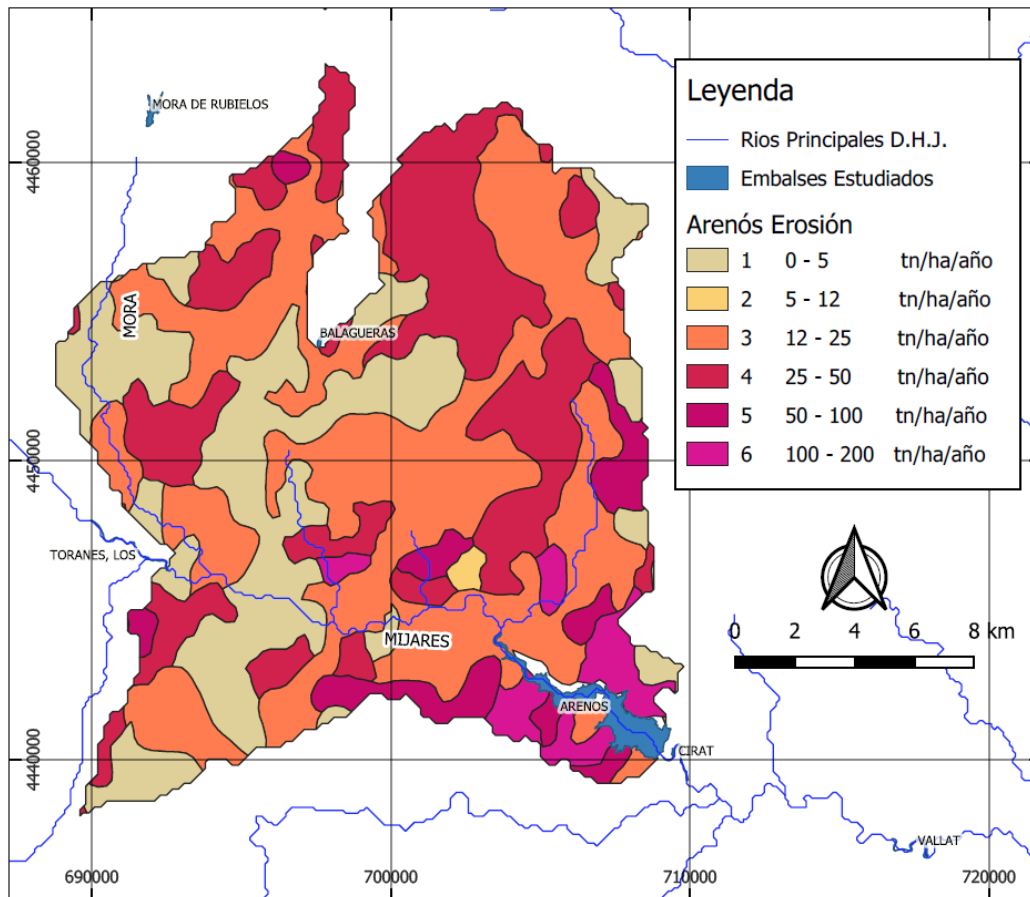 MORA DE RUBIELOS
4460000
MORA
BALAGUERAS
4450000
TORANES, LOS
MIJARES
ARENOS
CIRAT
4440000
VALLAT
690000
700000
710000
720000
Leyenda
Rios Principales D.H.J.
Embalses Estudiados
Arenós Erosión
1 0 - 5 tn/ha/año
2 5 - 12 tn/ha/año
3 12 - 25 tn/ha/año
4 25 - 50 tn/ha/año
5 50 - 100 tn/ha/año
6 100 - 200 tn/ha/año
0 2 4 6 8 km